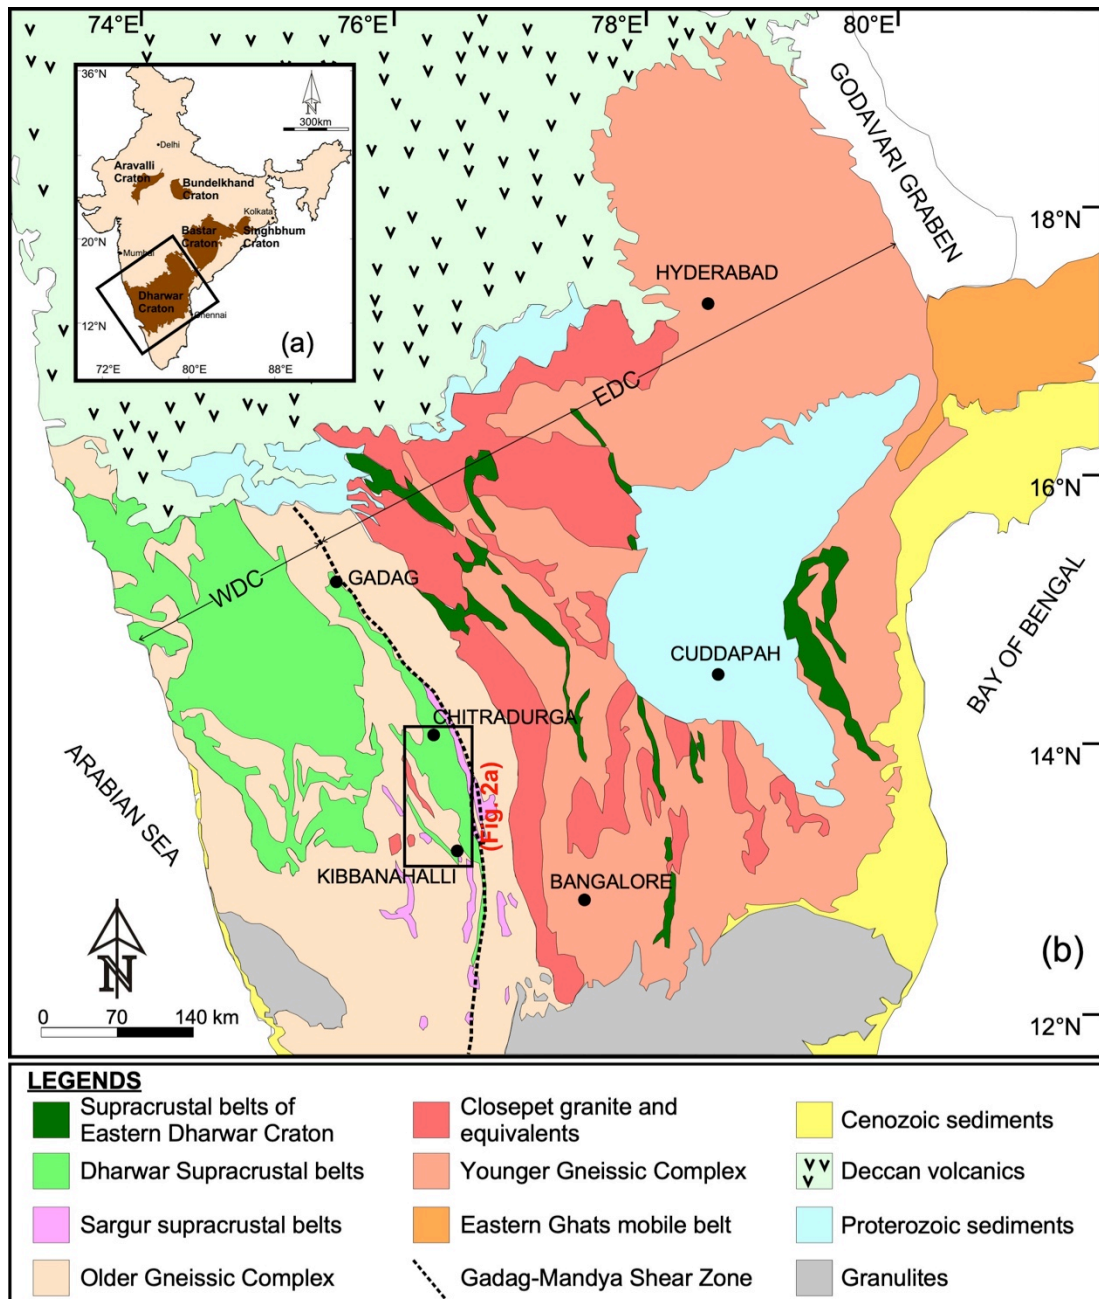 74°E 76°E 78°E 80°E
36°N
300km
Delhi
Aravalli
Craton
Bundelkhand
Craton
Kolkata
20°N
Bastar
Craton
Singhbhum
Craton
Mumbai
Dharwar
Craton
Chennai
12°N
(a)
72°E 80°E 88°E
GODAVARI GRABEN
18°N
HYDERABAD
EDC
16°N
WDC
GADAG
CUDDAPAH
BAY OF BENGAL
CHITRADURGA
14°N
ARABIAN SEA
(Fig. 2a)
KIBBANAHALLI
BANGALORE
(b)
N
0 70 140 km
12°N
LEGENDS
Supracrustal belts of
Eastern Dharwar Craton
Dharwar Supracrustal belts
Sargur supracrustal belts
Older Gneissic Complex
Closepet granite and
equivalents
Younger Gneissic Complex
Eastern Ghats mobile belt
Gadag-Mandya Shear Zone
Cenozoic sediments
Deccan volcanics
Proterozoic sediments
Granulites